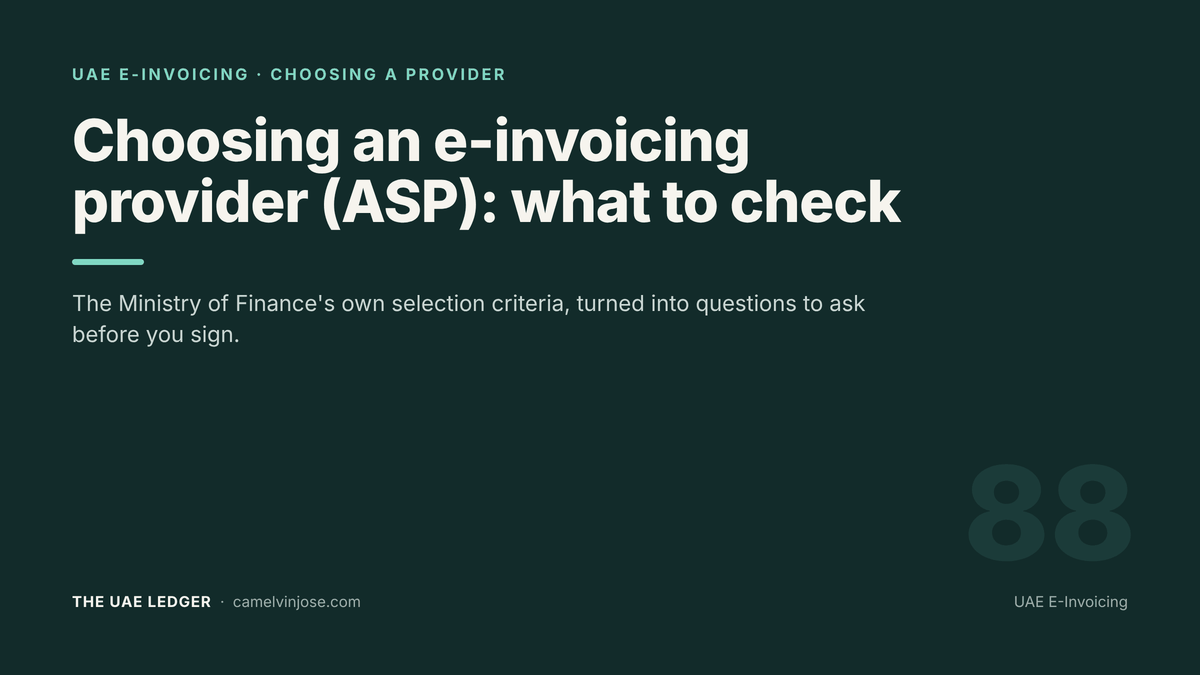 UAE E-INVOICING · CHOOSING A PROVIDER
Choosing an e-invoicing
provider (ASP): what to check
The Ministry of Finance's own selection criteria, turned into questions to ask
before you sign.
88
THE UAE LEDGER · camelvinjose.com
UAE E-Invoicing